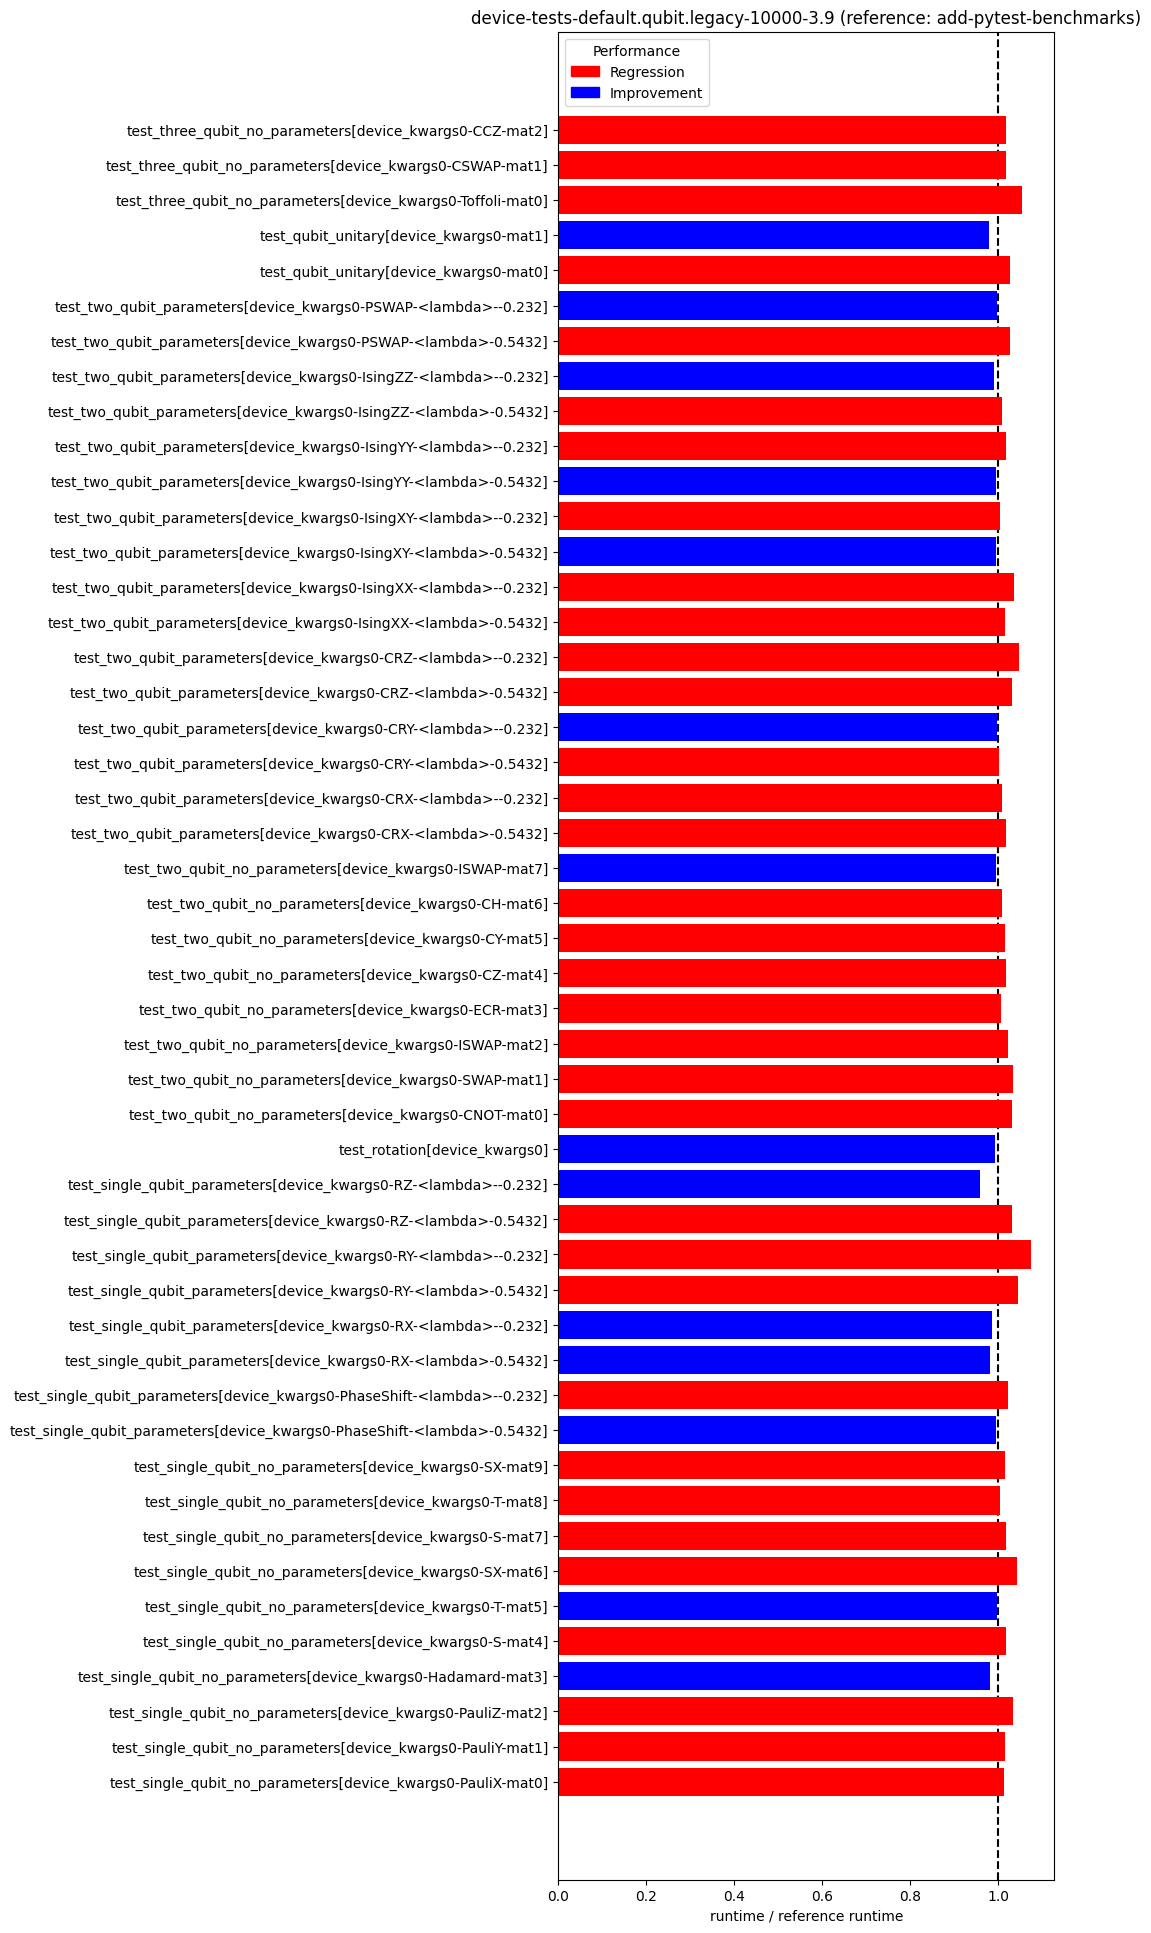 device-tests-default.qubit.legacy-10000-3.9 (reference: add-pytest-benchmarks)
Performance
Regression
Improvement
test_three_qubit_no_parameters[device_kwargs0-CCZ-mat2]
test_three_qubit_no_parameters[device_kwargs0-CSWAP-mat1]
test_three_qubit_no_parameters[device_kwargs0-Toffoli-mat0]
test_qubit_unitary[device_kwargs0-mat1]
test_qubit_unitary[device_kwargs0-mat0]
test_two_qubit_parameters[device_kwargs0-PSWAP-<lambda>--0.232]
test_two_qubit_parameters[device_kwargs0-PSWAP-<lambda>-0.5432]
test_two_qubit_parameters[device_kwargs0-IsingZZ-<lambda>--0.232]
test_two_qubit_parameters[device_kwargs0-IsingZZ-<lambda>-0.5432]
test_two_qubit_parameters[device_kwargs0-IsingYY-<lambda>--0.232]
test_two_qubit_parameters[device_kwargs0-IsingYY-<lambda>-0.5432]
test_two_qubit_parameters[device_kwargs0-IsingXY-<lambda>--0.232]
test_two_qubit_parameters[device_kwargs0-IsingXY-<lambda>-0.5432]
test_two_qubit_parameters[device_kwargs0-IsingXX-<lambda>--0.232]
test_two_qubit_parameters[device_kwargs0-IsingXX-<lambda>-0.5432]
test_two_qubit_parameters[device_kwargs0-CRZ-<lambda>--0.232]
test_two_qubit_parameters[device_kwargs0-CRZ-<lambda>-0.5432]
test_two_qubit_parameters[device_kwargs0-CRY-<lambda>--0.232]
test_two_qubit_parameters[device_kwargs0-CRY-<lambda>-0.5432]
test_two_qubit_parameters[device_kwargs0-CRX-<lambda>--0.232]
test_two_qubit_parameters[device_kwargs0-CRX-<lambda>-0.5432]
test_two_qubit_no_parameters[device_kwargs0-ISWAP-mat7]
test_two_qubit_no_parameters[device_kwargs0-CH-mat6]
test_two_qubit_no_parameters[device_kwargs0-CY-mat5]
test_two_qubit_no_parameters[device_kwargs0-CZ-mat4]
test_two_qubit_no_parameters[device_kwargs0-ECR-mat3]
test_two_qubit_no_parameters[device_kwargs0-ISWAP-mat2]
test_two_qubit_no_parameters[device_kwargs0-SWAP-mat1]
test_two_qubit_no_parameters[device_kwargs0-CNOT-mat0]
test_rotation[device_kwargs0]
test_single_qubit_parameters[device_kwargs0-RZ-<lambda>--0.232]
test_single_qubit_parameters[device_kwargs0-RZ-<lambda>-0.5432]
test_single_qubit_parameters[device_kwargs0-RY-<lambda>--0.232]
test_single_qubit_parameters[device_kwargs0-RY-<lambda>-0.5432]
test_single_qubit_parameters[device_kwargs0-RX-<lambda>--0.232]
test_single_qubit_parameters[device_kwargs0-RX-<lambda>-0.5432]
test_single_qubit_parameters[device_kwargs0-PhaseShift-<lambda>--0.232]
test_single_qubit_parameters[device_kwargs0-PhaseShift-<lambda>-0.5432]
test_single_qubit_no_parameters[device_kwargs0-SX-mat9]
test_single_qubit_no_parameters[device_kwargs0-T-mat8]
test_single_qubit_no_parameters[device_kwargs0-S-mat7]
test_single_qubit_no_parameters[device_kwargs0-SX-mat6]
test_single_qubit_no_parameters[device_kwargs0-T-mat5]
test_single_qubit_no_parameters[device_kwargs0-S-mat4]
test_single_qubit_no_parameters[device_kwargs0-Hadamard-mat3]
test_single_qubit_no_parameters[device_kwargs0-PauliZ-mat2]
test_single_qubit_no_parameters[device_kwargs0-PauliY-mat1]
test_single_qubit_no_parameters[device_kwargs0-PauliX-mat0]
0.0 0.2 0.4 0.6 0.8 1.0
runtime / reference runtime